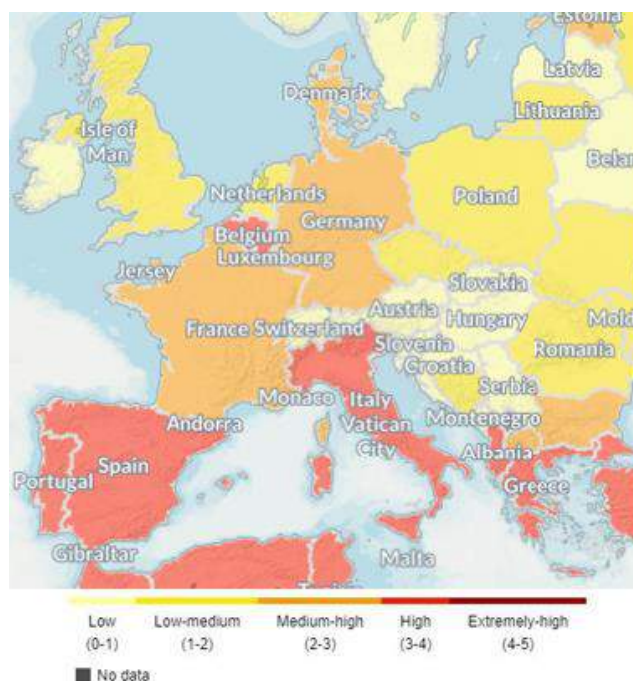 Estonia
Latvia
Denmark
Lithuania
Isle of
Man
Belar
Netherlands
Poland
Germany
Belgium
Luxembourg
Jersey
Slovakia
Austria
Hungary
Mold
France Switzerland
Slovenia
Romania
Croatia
Serbia
Monaco
Italy
Andorra
Vatican
City
Montenegro
Albania
Spain
Portugal
Greece
Gibraltar
Malta
Low
Low-medium
Medium-high
High
Extremely-high
(0-1)
(1-2)
(2-3)
(3-4)
(4-5)
No data